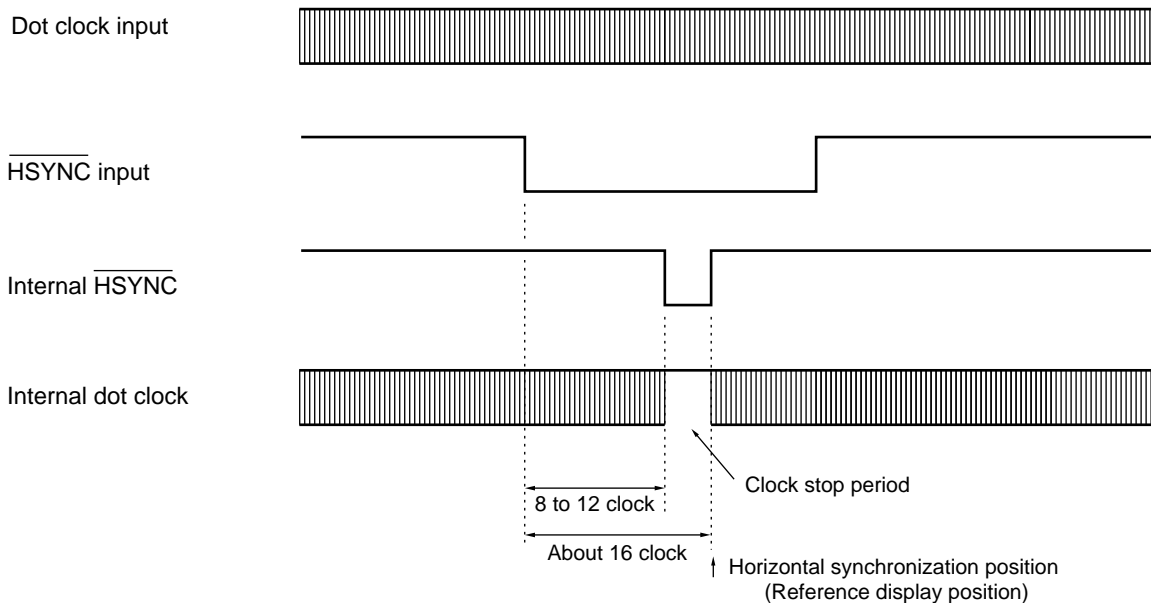 Dot clock input
HSYNC input
Internal HSYNC
Internal dot clock
Clock stop period
8 to 12 clock
About 16 clock
Horizontal synchronization position
(Reference display position)